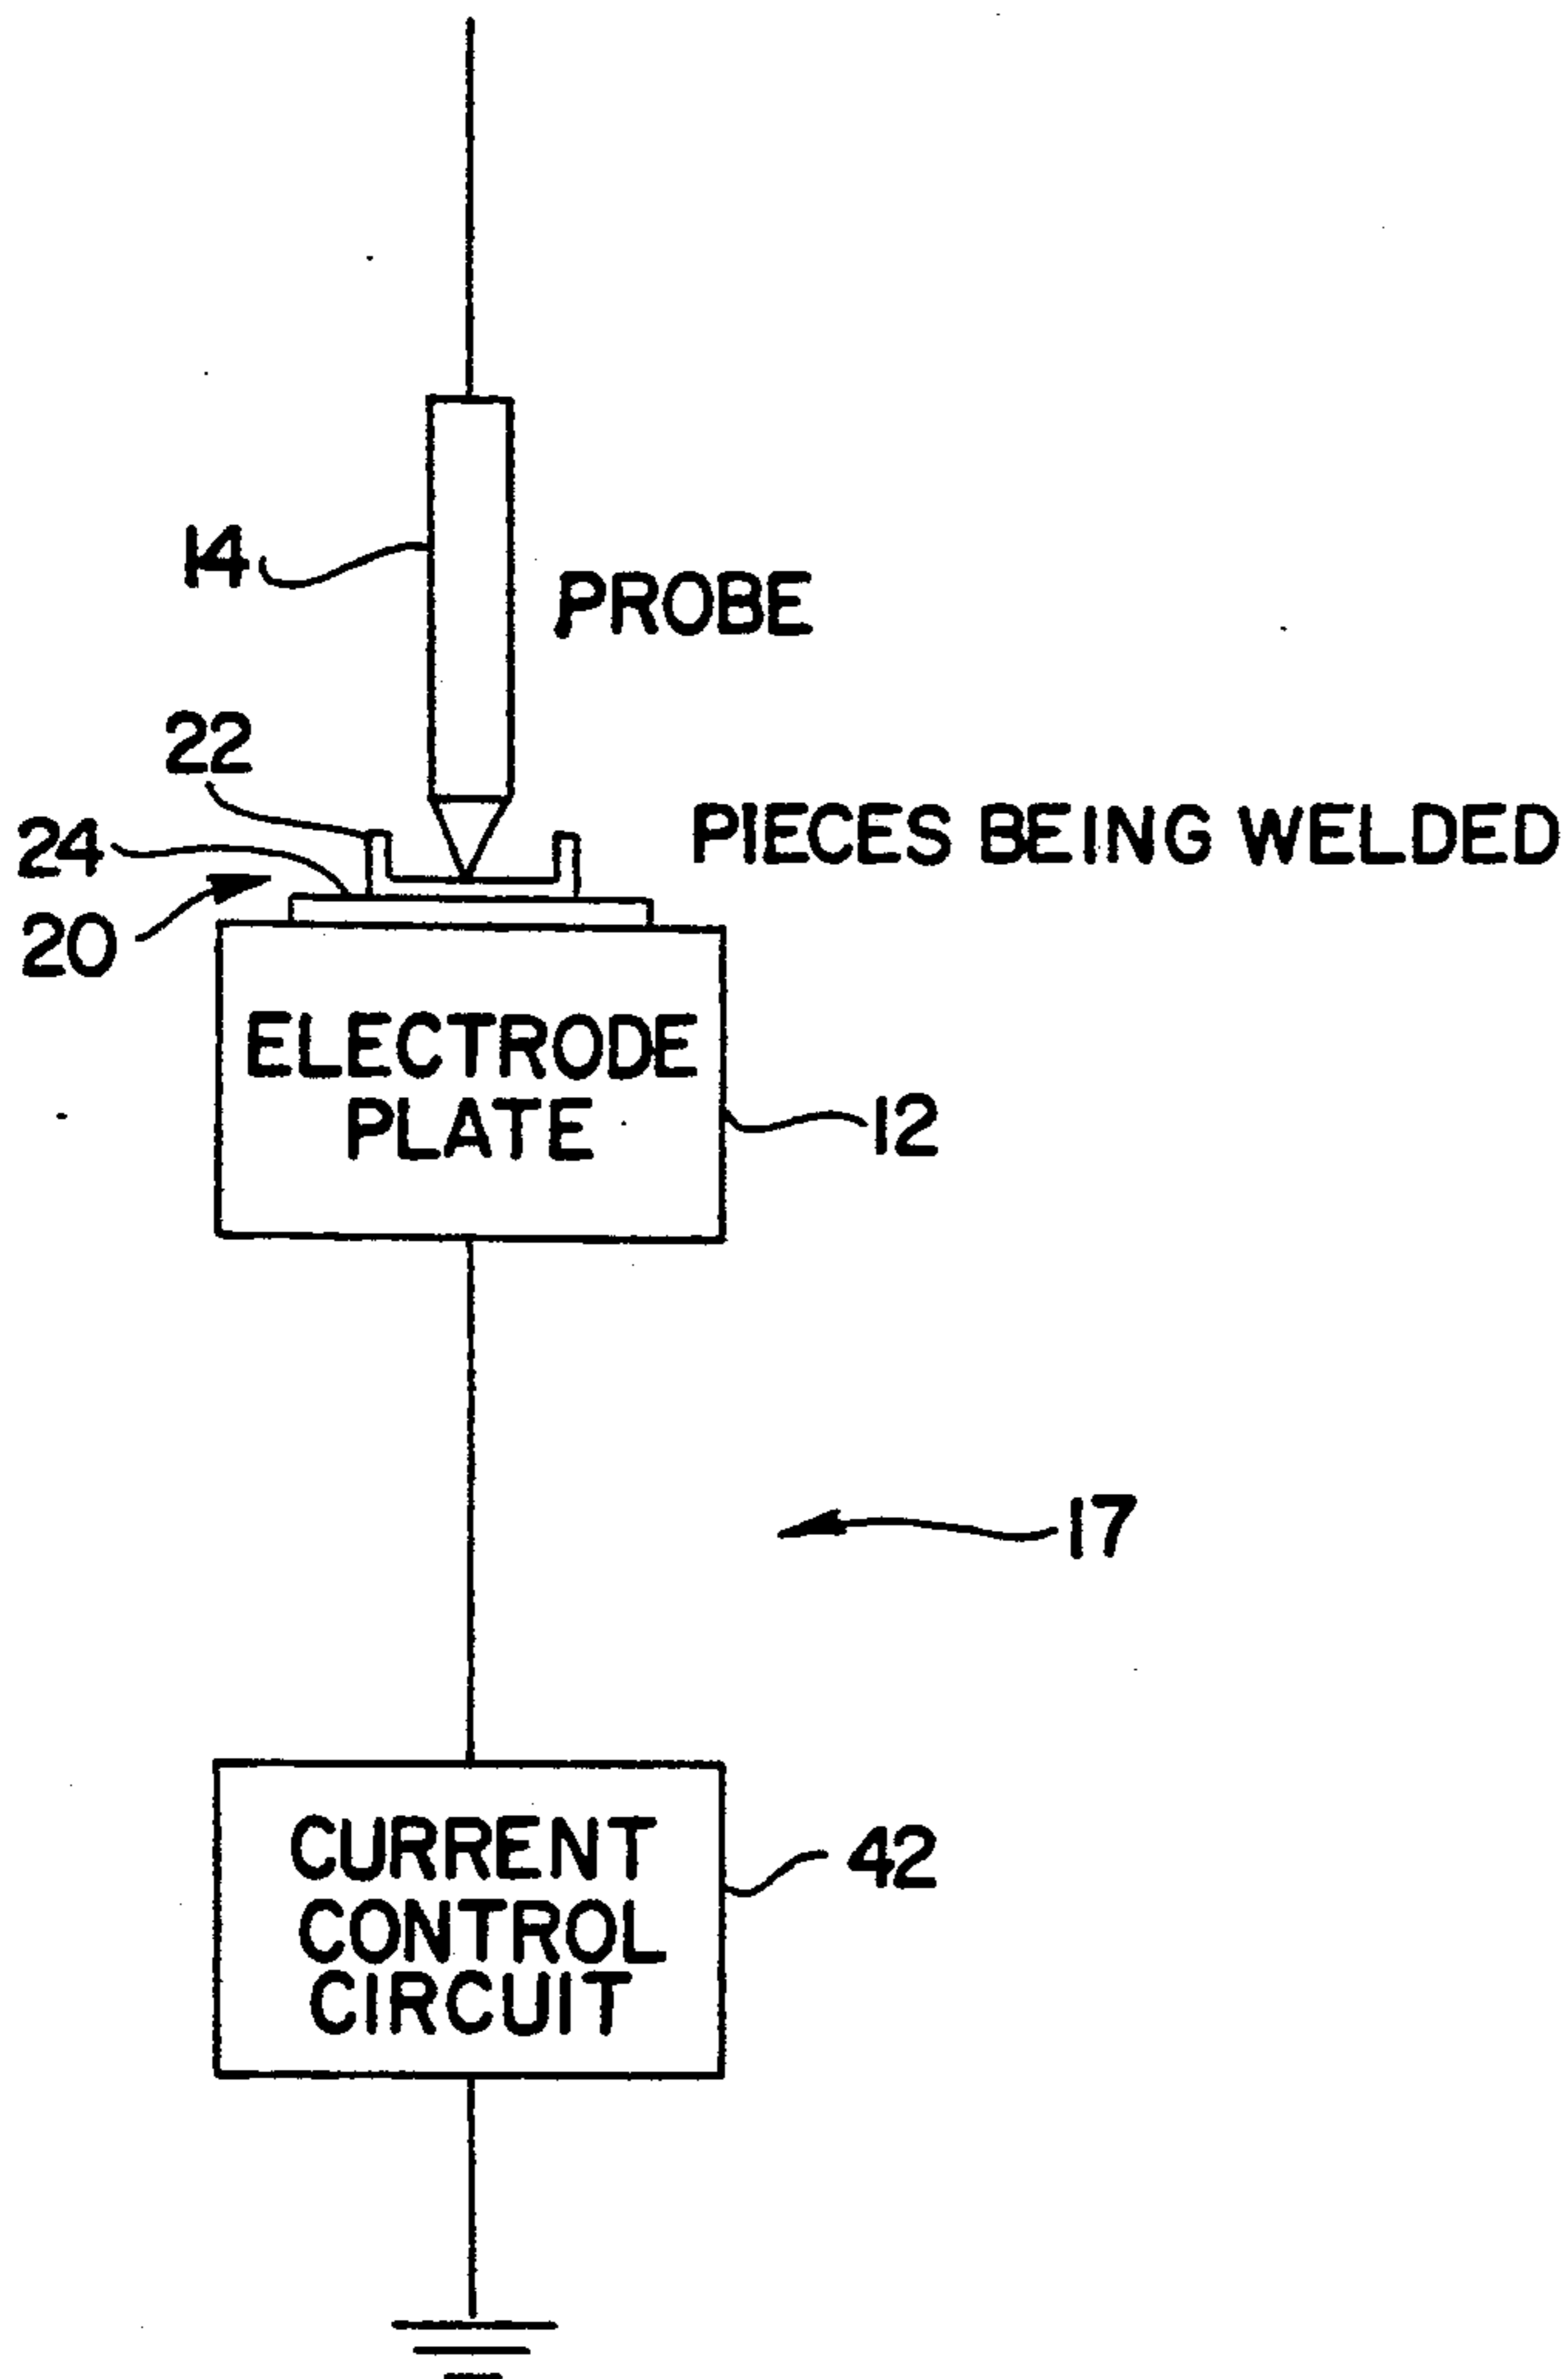 14
PROBE
22
24
PIECES BEING WELDED
20
ELECTRODE
PLATE
12
17
CURRENT
CONTROL
CIRCUIT
42